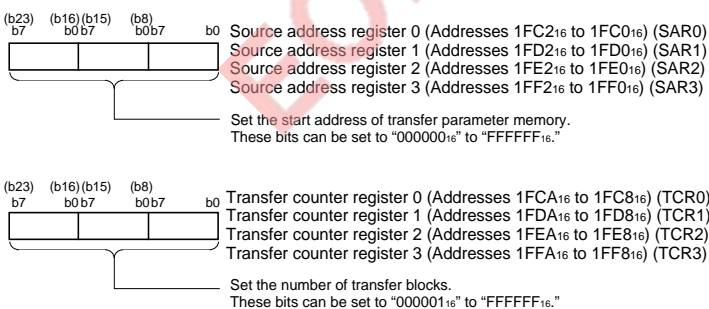 (b23) (b16)(b15) (b8)
b7 b0b7 b0b7 b0 Source address register 0 (Addresses 1FC2₁₆ to 1FC0₁₆) (SAR0)
Source address register 1 (Addresses 1FD2₁₆ to 1FD0₁₆) (SAR1)
Source address register 2 (Addresses 1FE2₁₆ to 1FE0₁₆) (SAR2)
Source address register 3 (Addresses 1FF2₁₆ to 1FF0₁₆) (SAR3)
Set the start address of transfer parameter memory.
These bits can be set to “000000₁₆” to “FFFFFF₁₆.”
(b23) (b16)(b15) (b8)
b7 b0b7 b0b7 b0 Transfer counter register 0 (Addresses 1FCA₁₆ to 1FC8₁₆) (TCR0)
Transfer counter register 1 (Addresses 1FDA₁₆ to 1FD8₁₆) (TCR1)
Transfer counter register 2 (Addresses 1FEA₁₆ to 1FE8₁₆) (TCR2)
Transfer counter register 3 (Addresses 1FFA₁₆ to 1FF8₁₆) (TCR3)
Set the number of transfer blocks.
These bits can be set to “000001₁₆” to “FFFFFF₁₆.”